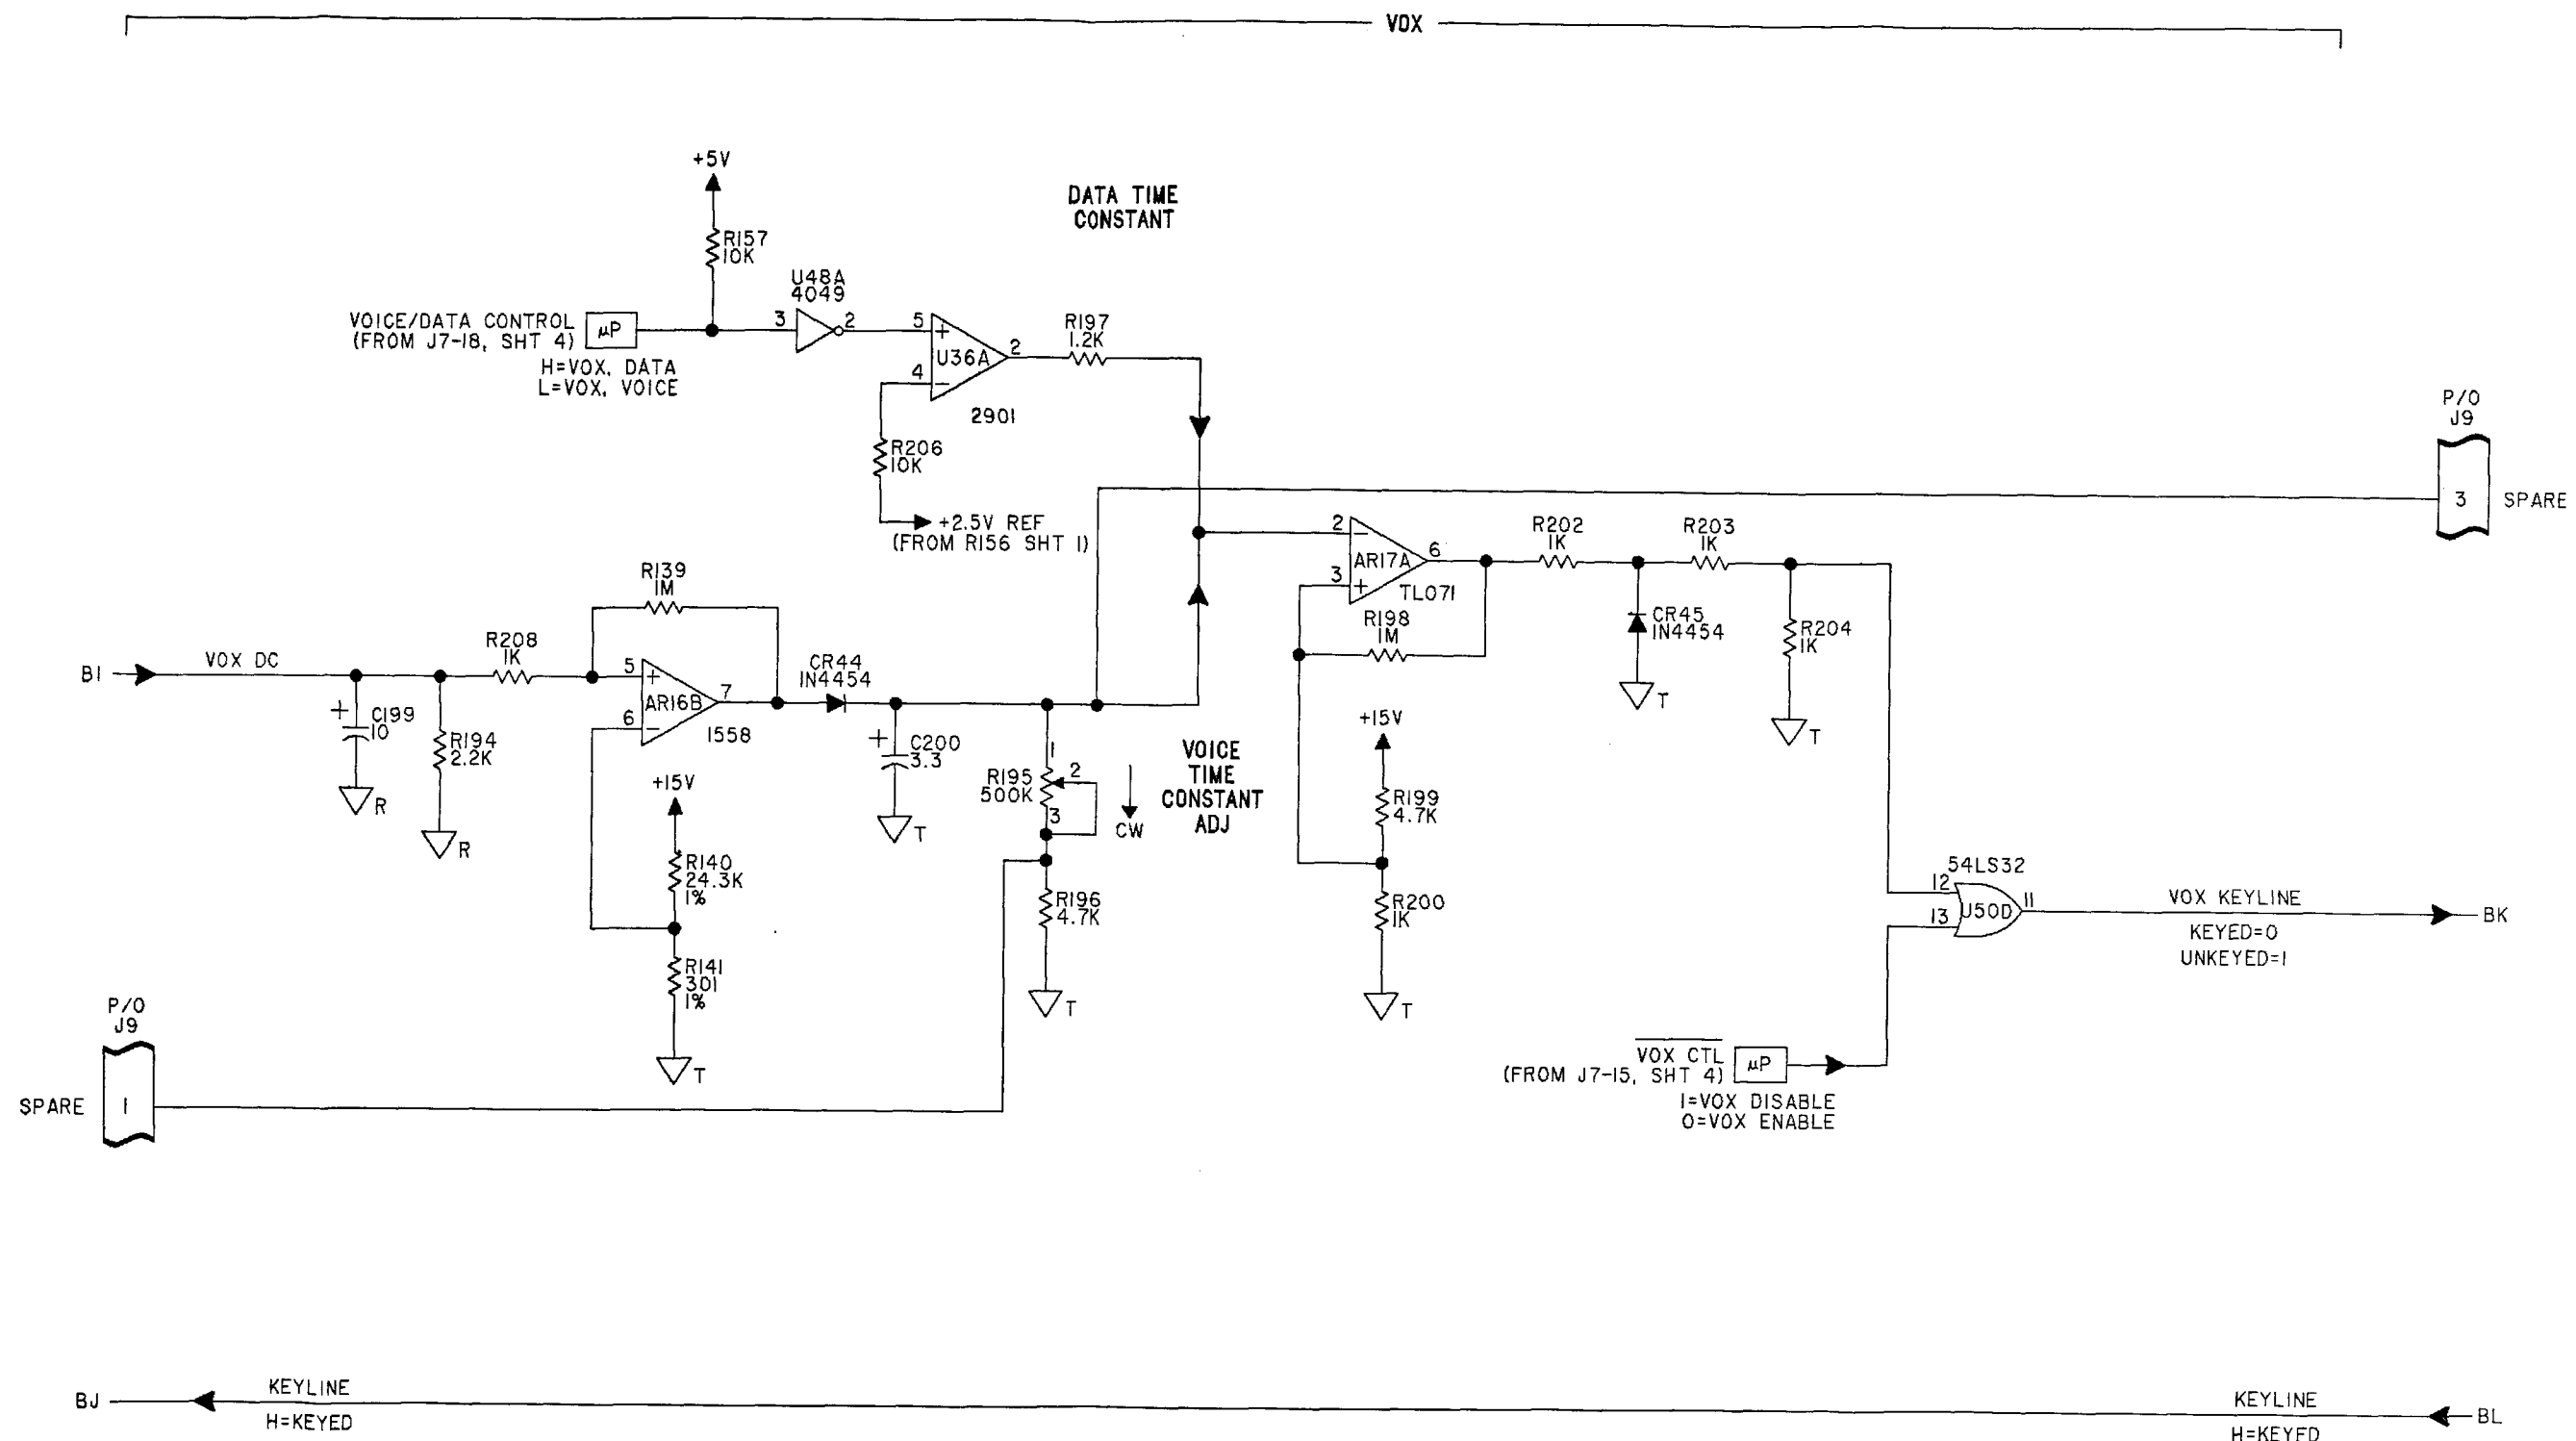 VOX
+5V
DATA TIME
CONSTANT
R157
10K
U48A
4049
VOICE/DATA CONTROL
(FROM J7-18, SHT 4)
µP
H=VOX, DATA
L=VOX, VOICE
3
2
5
+
U36A
4
−
2
2901
R197
1.2K
R206
10K
+2.5V REF
(FROM R156 SHT 1)
P/O
J9
3
SPARE
2
−
AR17A
3
+
6
TL071
R202
1K
R203
1K
R198
1M
CR45
IN4454
T
R204
1K
T
R139
1M
BI
VOX DC
R208
1K
5
+
AR16B
6
−
7
1558
CR44
IN4454
+
C199
10
R
R194
2.2K
R
+
C200
3.3
T
+15V
R140
24.3K
1%
R141
301
1%
T
1
R195
500K
2
3
CW
VOICE
TIME
CONSTANT
ADJ
R196
4.7K
T
+15V
R199
4.7K
R200
1K
T
54LS32
12
13
U50D
11
VOX KEYLINE
KEYED=0
UNKEYED=1
BK
P/O
J9
SPARE
1
VOX CTL
(FROM J7-15, SHT 4)
µP
1=VOX DISABLE
0=VOX ENABLE
BJ
KEYLINE
H=KEYED
KEYLINE
H=KEYED
BL